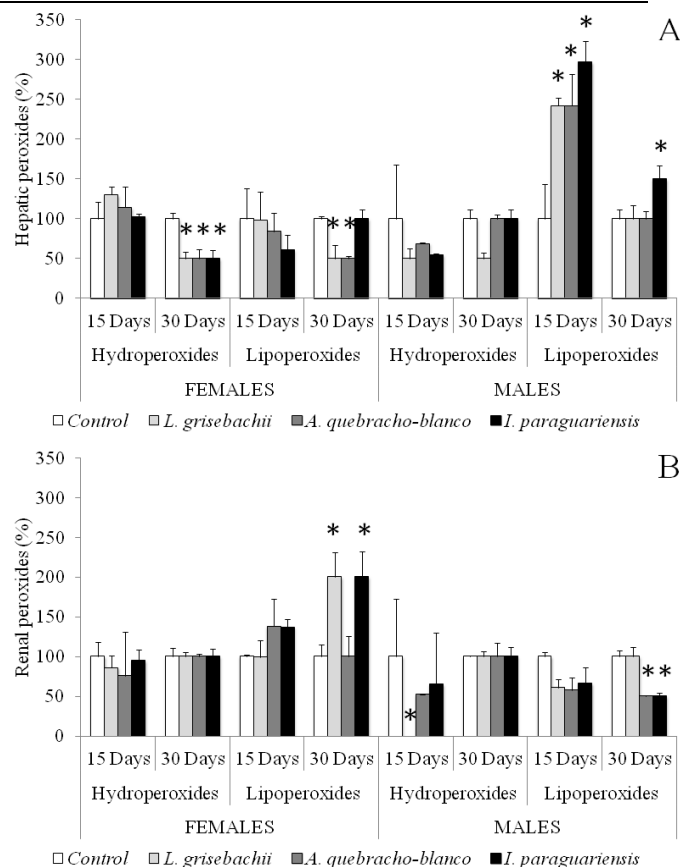 A
Hepatic peroxides (%)
350
300
250
200
150
100
50
0
* * * * * * * * *
15 Days 30 Days 15 Days 30 Days 15 Days 30 Days 15 Days 30 Days
Hydroperoxides Lipoperoxides Hydroperoxides Lipoperoxides
FEMALES MALES
Control L. grisebachii A. quebracho-blanco I. paraguariensis
B
Renal peroxides (%)
350
300
250
200
150
100
50
0
* * * * *
15 Days 30 Days 15 Days 30 Days 15 Days 30 Days 15 Days 30 Days
Hydroperoxides Lipoperoxides Hydroperoxides Lipoperoxides
FEMALES MALES
Control L. grisebachii A. quebracho-blanco I. paraguariensis